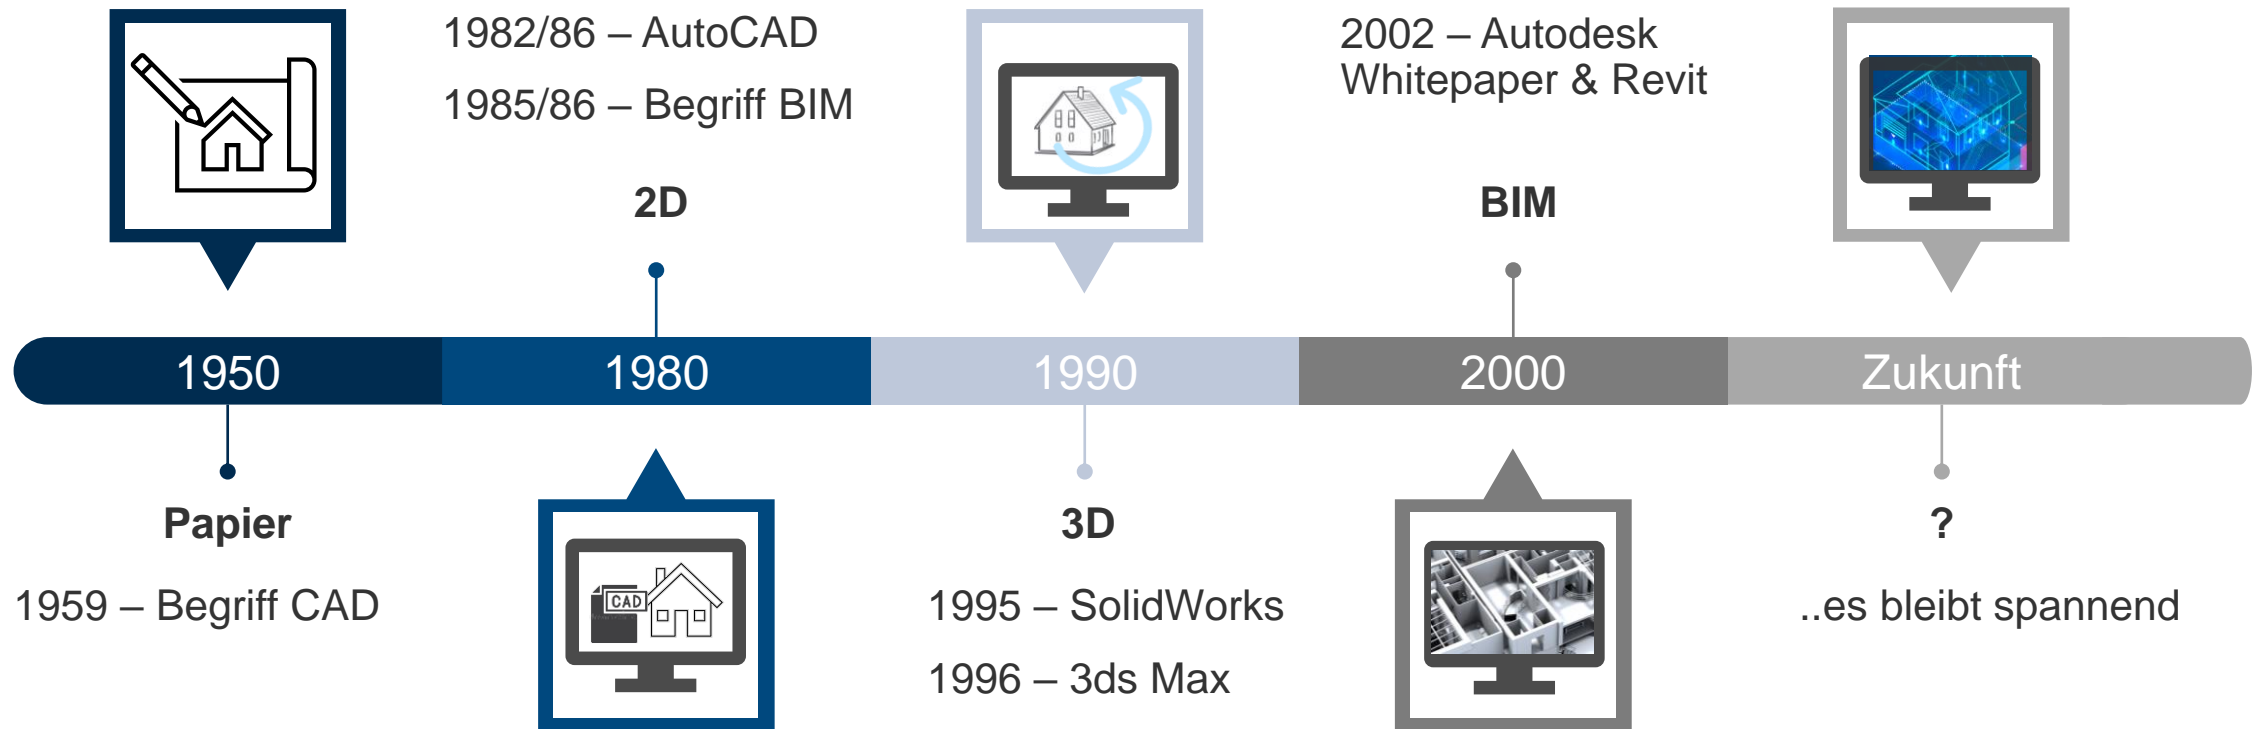 1982/86 – AutoCAD
1985/86 – Begriff BIM
2D
2002 – Autodesk
Whitepaper & Revit
BIM
1950
1980
1990
2000
Zukunft
Papier
1959 – Begriff CAD
CAD
3D
1995 – SolidWorks
1996 – 3ds Max
?
..es bleibt spannend